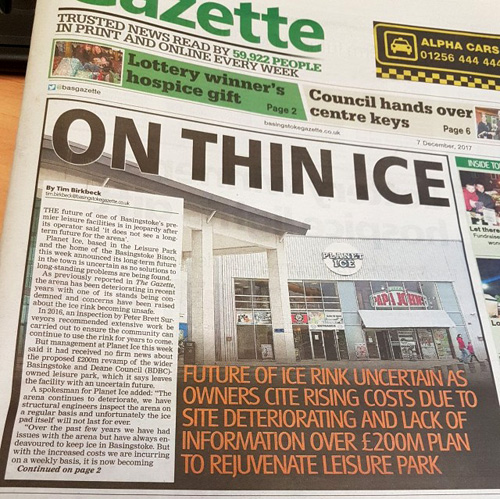 Gazette
TRUSTED NEWS READ BY 59,922 PEOPLE
IN PRINT AND ONLINE EVERY WEEK
ALPHA CARS
01256 444 44
@basgazette
Lottery winner's
hospice gift
Page 2
Council hands over
centre keys
Page 6
basingstokegazette.co.uk
7 December, 2017
ON THIN ICE
INSIDE TO
By Tim Birkbeck
tim.birkbeck@basingstokegazette.co.uk
THE future of one of Basingstoke's pre-
mier leisure facilities is in jeopardy after
its operator said 'it does not see a long-
term future for the arena'.
Planet Ice, based in the Leisure Park
and the home of the Basingstoke Bison,
this week announced its long-term future
in the town is uncertain as no solutions to
long-standing problems are being found.
As previously reported in The Gazette,
the arena has been deteriorating in recent
years with one of its stands being con-
demned and concerns have been raised
about the ice rink becoming unsafe.
In 2016, an inspection by Peter Brett Sur-
veyors recommended extensive work be
carried out to ensure the community can
continue to use the rink for years to come.
But management at Planet Ice this week
said it had received no firm news about
the proposed £200m revamp of the wider
Basingstoke and Deane Council (BDBC)-
owned leisure park, which it says leaves
the facility with an uncertain future.
A spokesman for Planet Ice added: "The
arena continues to deteriorate, we have
structural engineers inspect the arena on
a regular basis and unfortunately the ice
pad itself will not last for ever.
"Over the past few years we have had
issues with the arena but have always en-
deavoured to keep ice in Basingstoke. But
with the increased costs we are incurring
on a weekly basis, it is now becoming
Continued on page 2
PLANET
ICE
PAPA JOHN'S
FUTURE OF ICE RINK UNCERTAIN AS
OWNERS CITE RISING COSTS DUE TO
SITE DETERIORATING AND LACK OF
INFORMATION OVER £200M PLAN
TO REJUVENATE LEISURE PARK
Let there
Fundraise
Lo